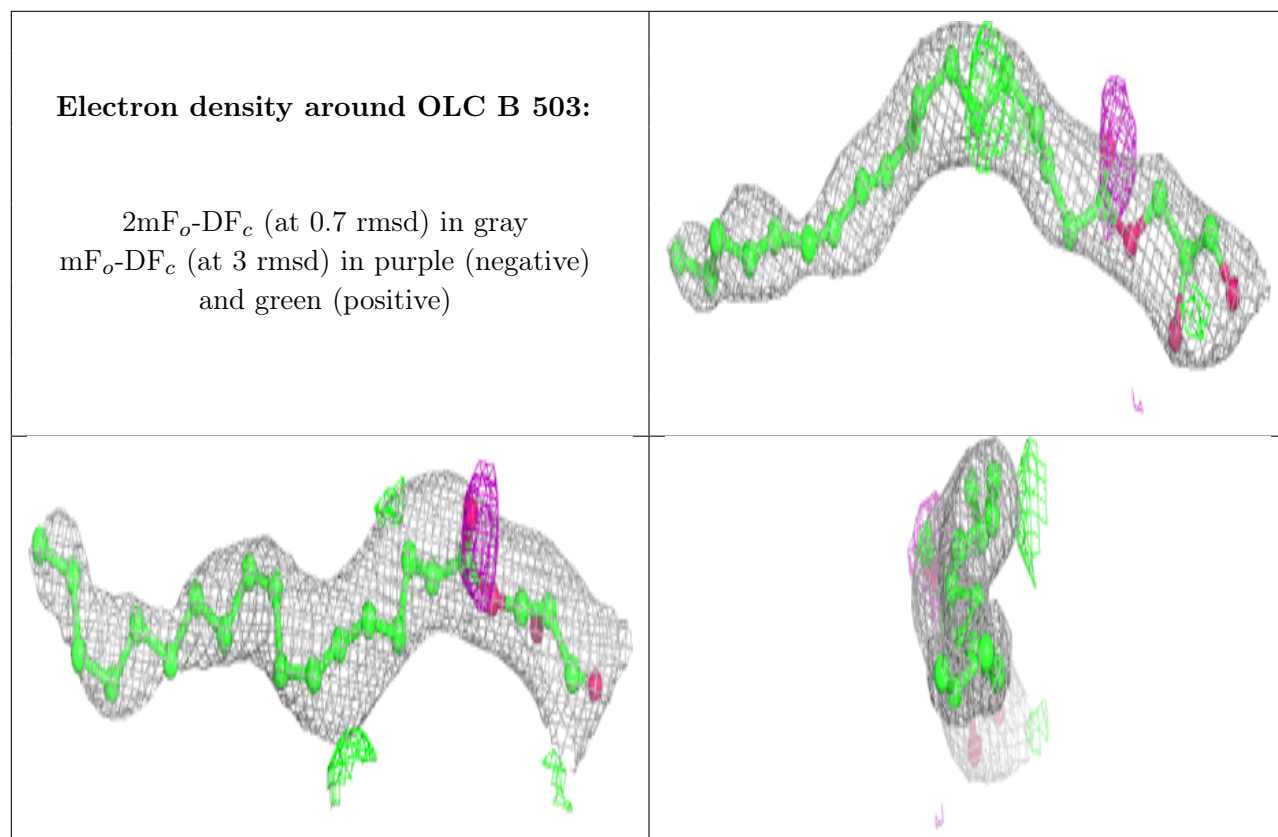 Electron density around OLC B 503:
2mFₒ-DF𝒸 (at 0.7 rmsd) in gray
mFₒ-DF𝒸 (at 3 rmsd) in purple (negative)
and green (positive)